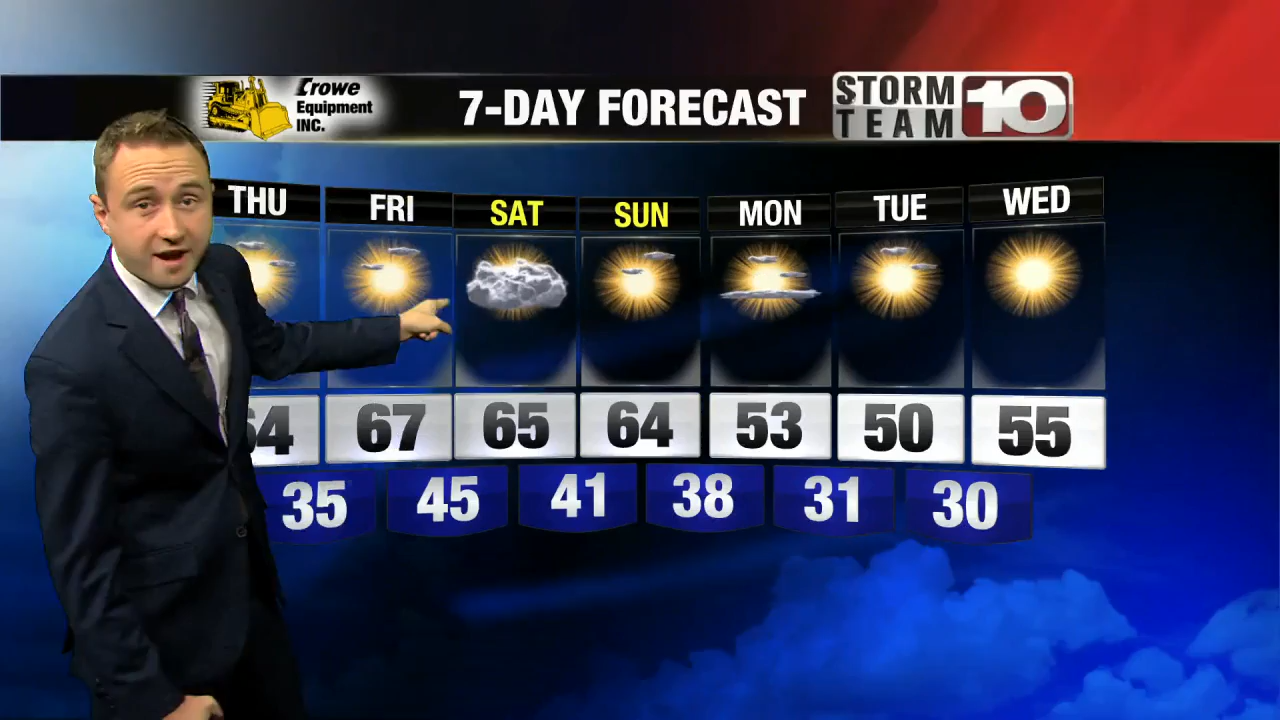 Crowe
Equipment
INC.
7-DAY FORECAST
STORM
TEAM
10
THU FRI SAT SUN MON TUE WED
64 67 65 64 53 50 55
35 45 41 38 31 30